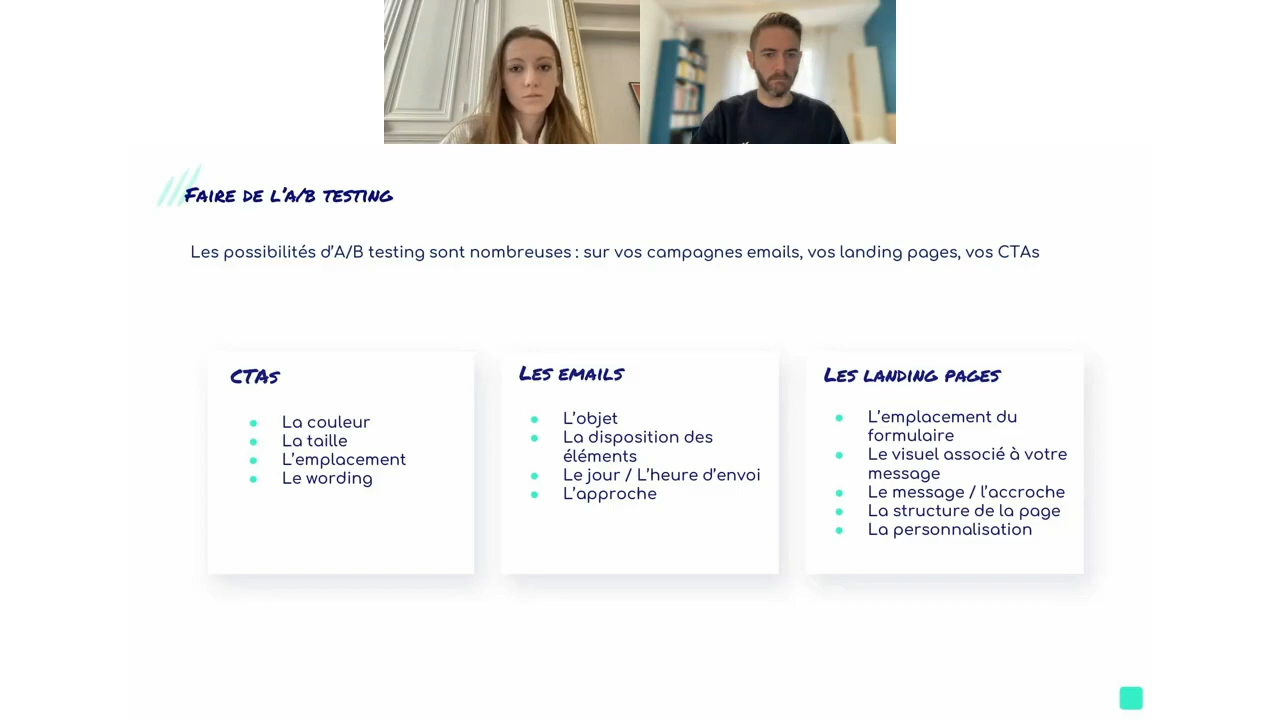 Faire de l'A/B testing
Les possibilités d'A/B testing sont nombreuses : sur vos campagnes emails, vos landing pages, vos CTAs
CTAs
La couleur
La taille
L'emplacement
Le wording
Les emails
L'objet
La disposition des
éléments
Le jour / L'heure d'envoi
L'approche
Les landing pages
L'emplacement du
formulaire
Le visuel associé à votre
message
Le message / l'accroche
La structure de la page
La personnalisation